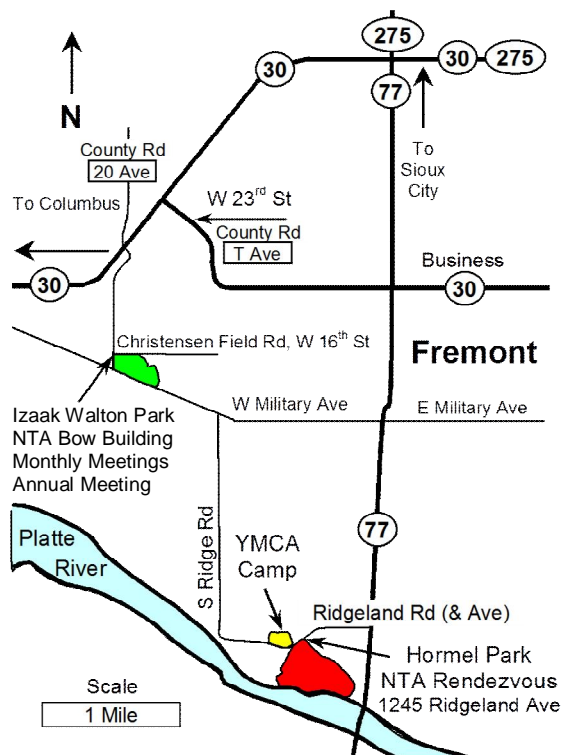 275
30
30
275
77
N
To
Sioux
City
County Rd
20 Ave
To Columbus
W 23rd St
County Rd
T Ave
Business
30
30
Christensen Field Rd, W 16th St
Fremont
W Military Ave
E Military Ave
Izaak Walton Park
NTA Bow Building
Monthly Meetings
Annual Meeting
S Ridge Rd
77
Platte
River
YMCA
Camp
Ridgeland Rd (& Ave)
Hormel Park
NTA Rendezvous
1245 Ridgeland Ave
Scale
1 Mile